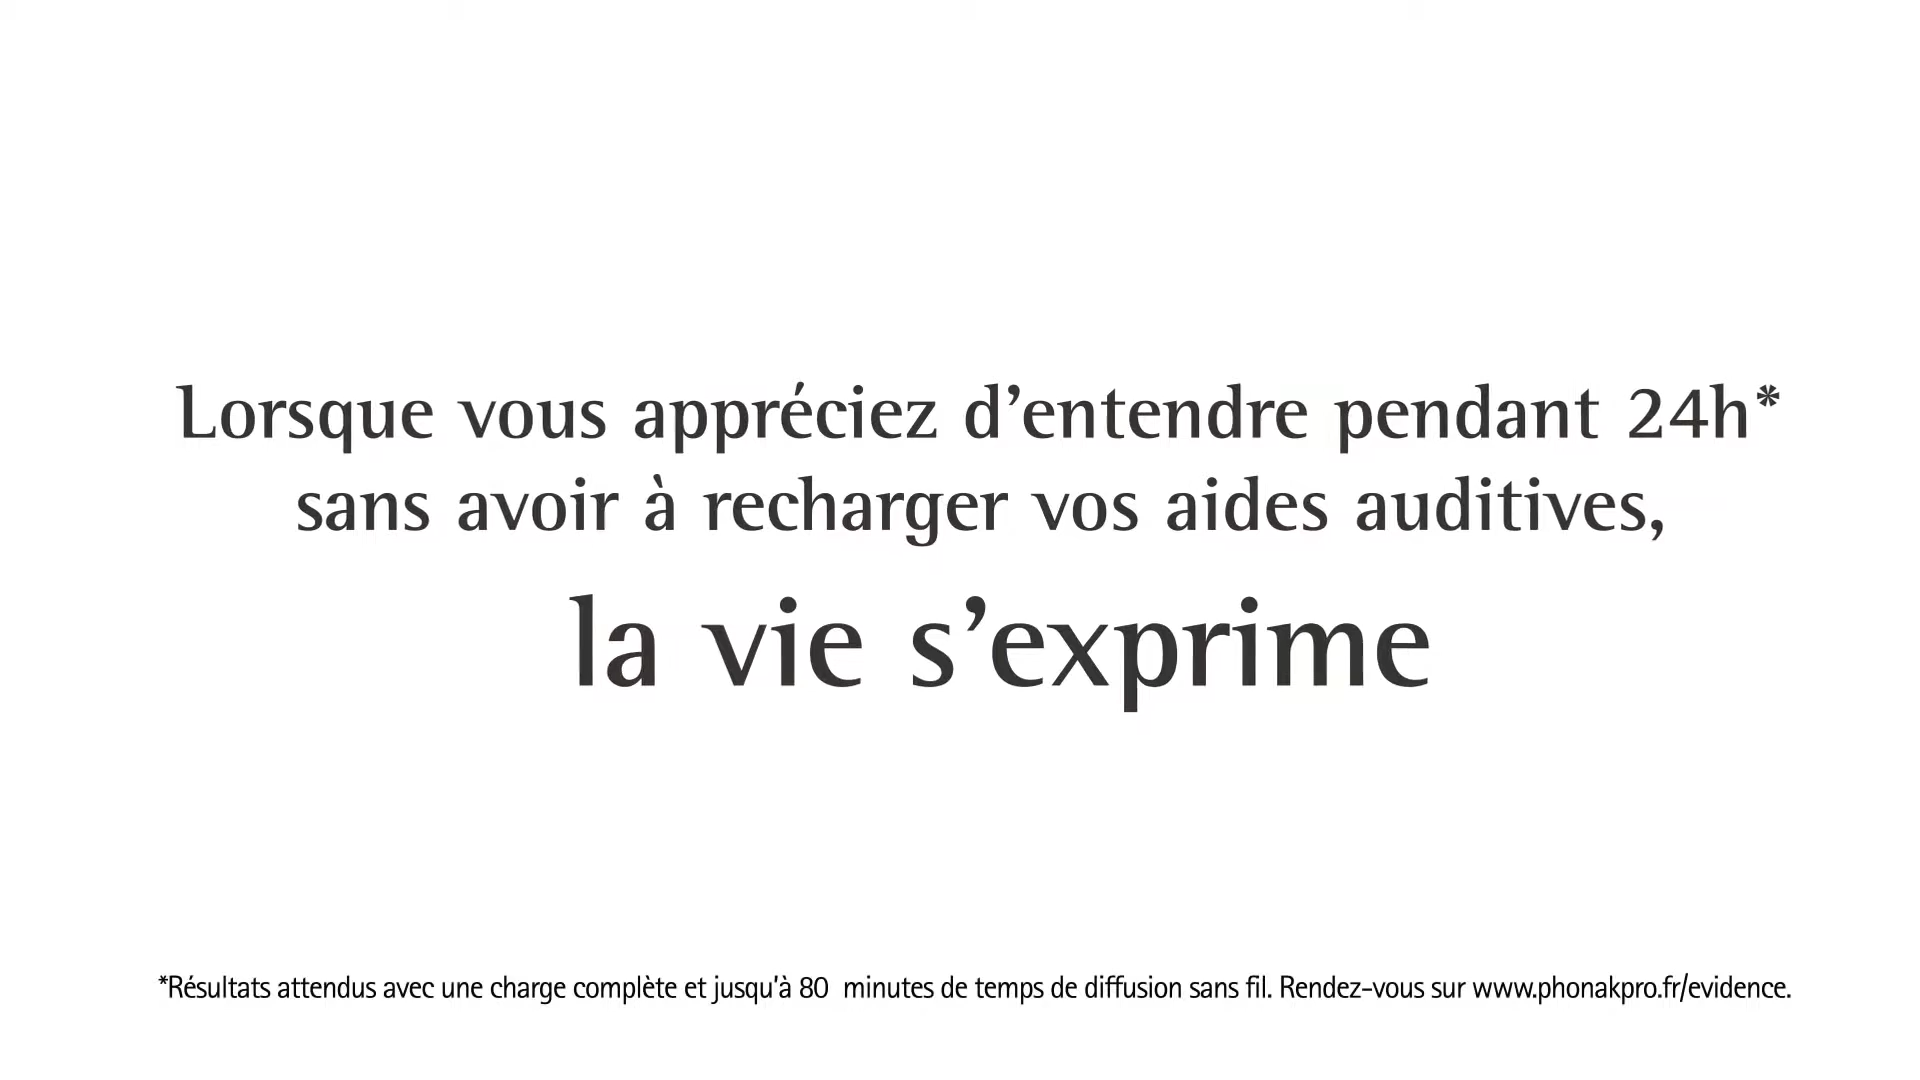 Lorsque vous appréciez d’entendre pendant 24h*
sans avoir à recharger vos aides auditives,
la vie s’exprime
*Résultats attendus avec une charge complète et jusqu'à 80  minutes de temps de diffusion sans fil. Rendez-vous sur www.phonakpro.fr/evidence.